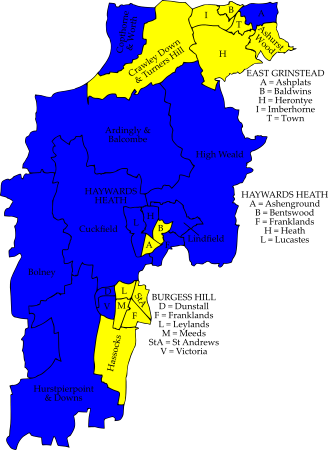 Copthorne & Worth
Crawley Down
& Turners Hill
I
B
A
T
H
Ashurst
Wood
EAST GRINSTEAD
A = Ashplats
B = Baldwins
H = Herontye
I = Imberhorne
T = Town
Ardingly &
Balcombe
High Weald
HAYWARDS
HEATH
HAYWARDS HEATH
A = Ashenground
B = Bentswood
F = Franklands
H = Heath
L = Lucastes
L
H
B
F
A
Cuckfield
Lindfield
Bolney
D
L
StA
V
M
F
BURGESS HILL
D = Dunstall
F = Franklands
L = Leylands
M = Meeds
StA = St Andrews
V = Victoria
Hassocks
Hurstpierpoint
& Downs